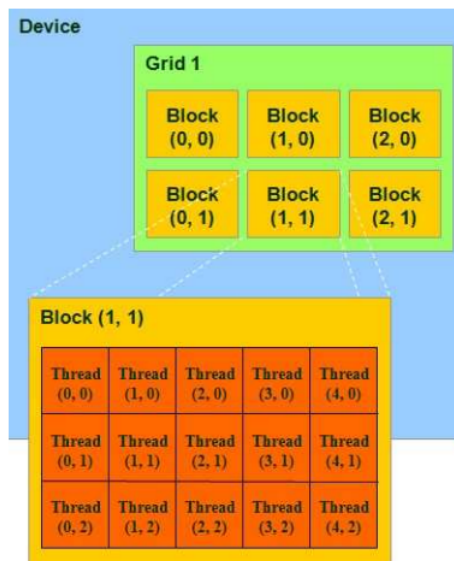 Device
Grid 1
Block Block Block
(0, 0) (1, 0) (2, 0)
Block Block Block
(0, 1) (1, 1) (2, 1)
Block (1, 1)
Thread Thread Thread Thread Thread
(0, 0) (1, 0) (2, 0) (3, 0) (4, 0)
Thread Thread Thread Thread Thread
(0, 1) (1, 1) (2, 1) (3, 1) (4, 1)
Thread Thread Thread Thread Thread
(0, 2) (1, 2) (2, 2) (3, 2) (4, 2)